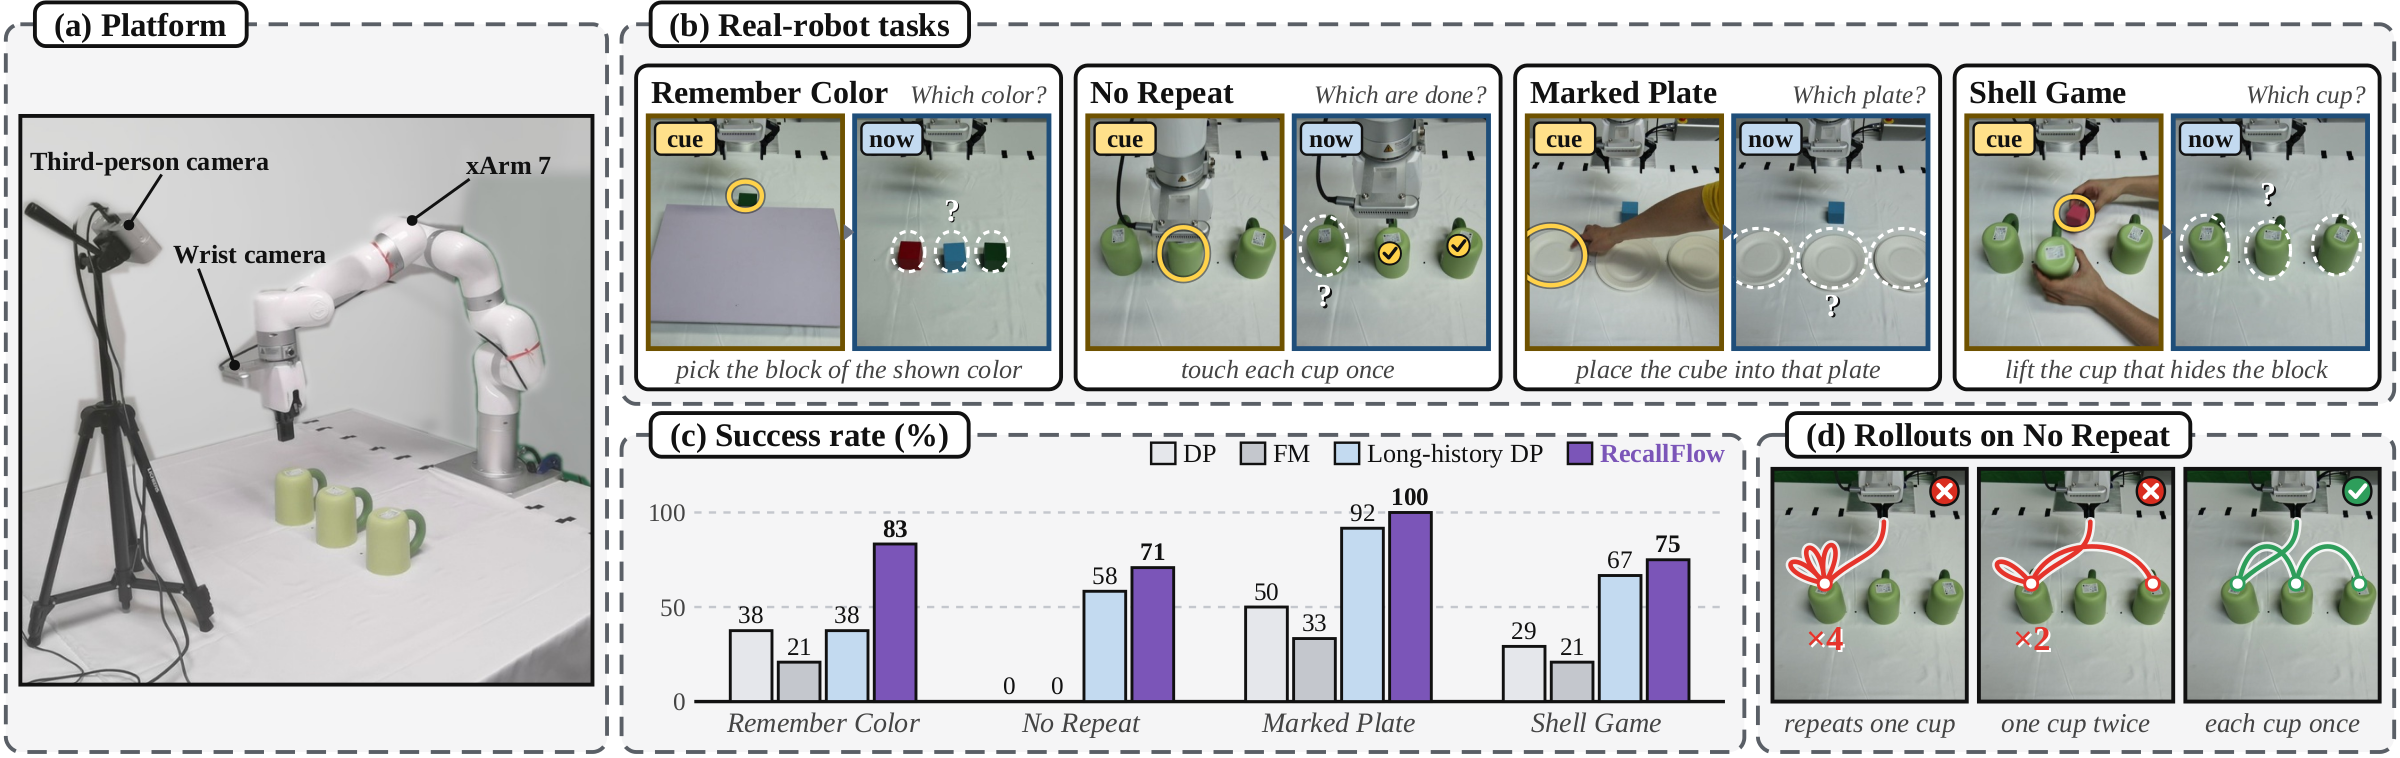 (a) Platform
Third-person camera
xArm 7
Wrist camera
(b) Real-robot tasks
Remember Color Which color?
cue now
?
pick the block of the shown color
No Repeat Which are done?
cue now
?
touch each cup once
Marked Plate Which plate?
cue now
?
place the cube into that plate
Shell Game Which cup?
cue now
?
lift the cup that hides the block
(c) Success rate (%)
DP FM Long-history DP RecallFlow
100
50
0
38 21 38 83
0 0 58 71
50 33 92 100
29 21 67 75
Remember Color No Repeat Marked Plate Shell Game
(d) Rollouts on No Repeat
×4
×2
repeats one cup one cup twice each cup once